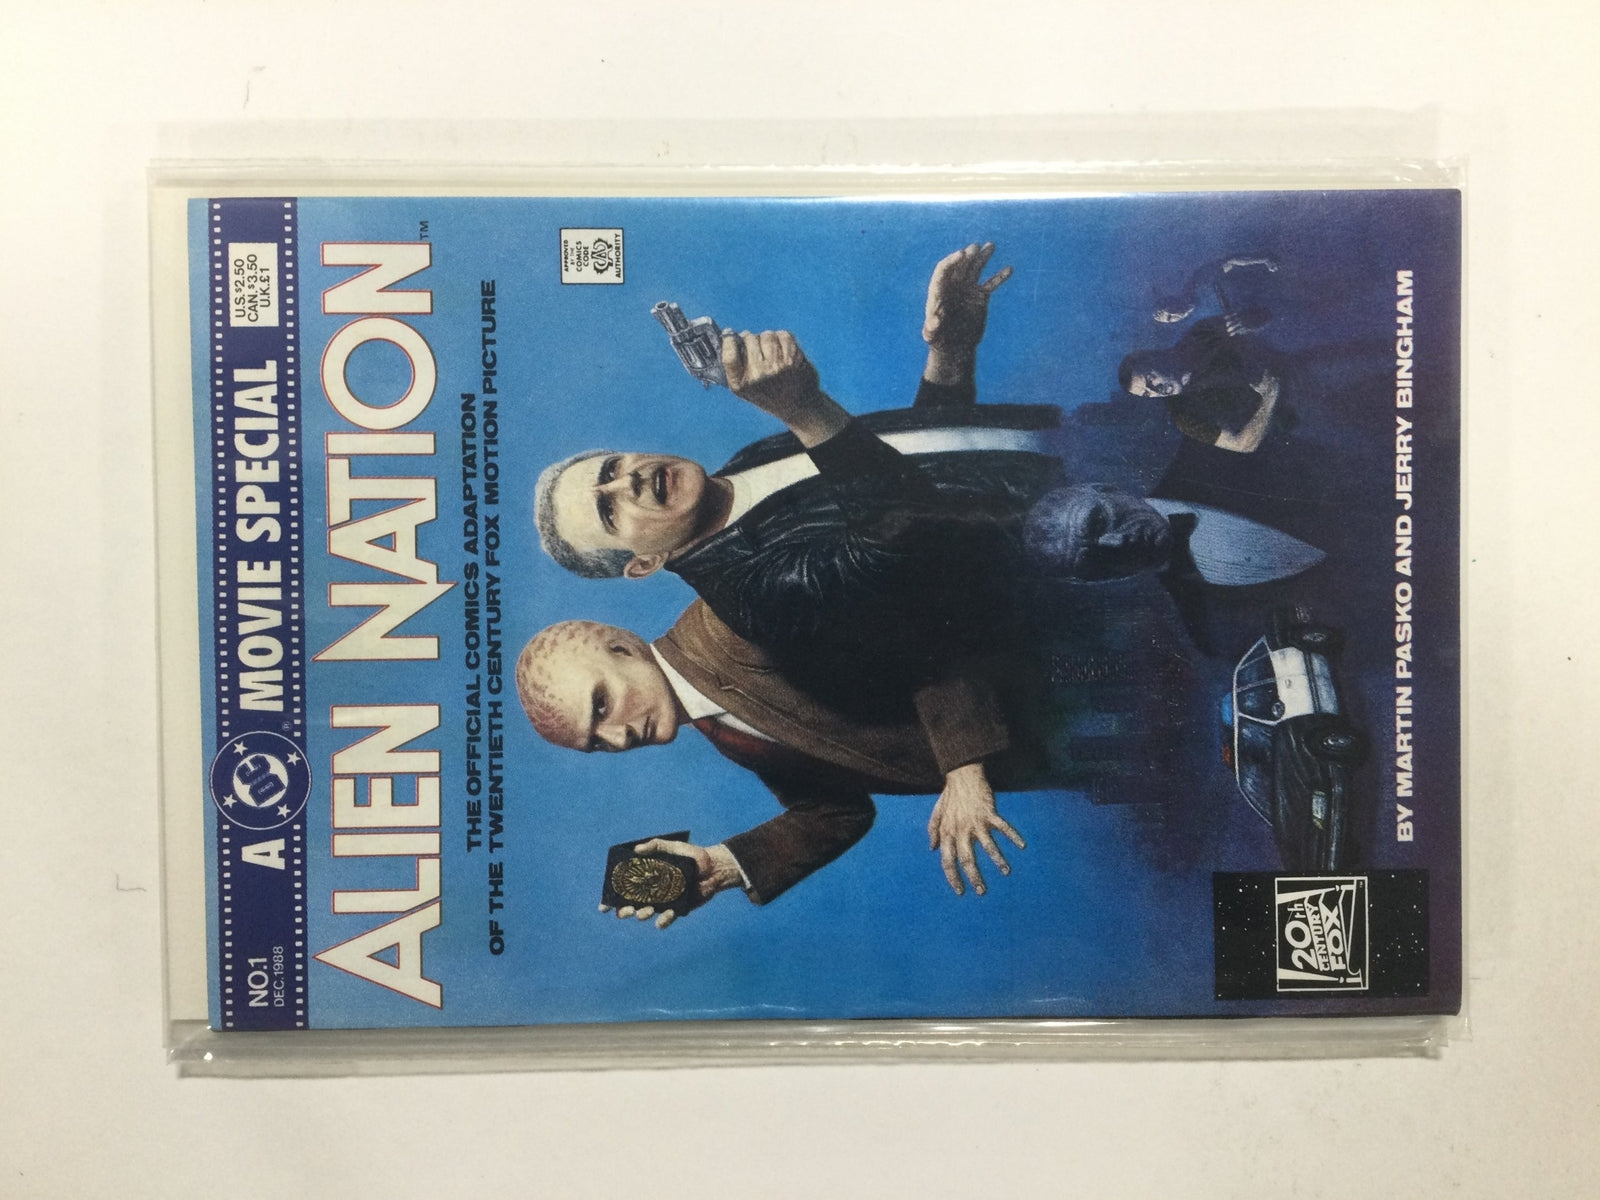 NO.1
DEC.1988
A DC® MOVIE SPECIAL
U.S. $2.50
CAN. $3.50
U.K.£1
ALIEN NATION™
THE OFFICIAL COMICS ADAPTATION
OF THE TWENTIETH CENTURY FOX MOTION PICTURE
APPROVED
BY THE
COMICS
CODE
AUTHORITY
20th
CENTURY
FOX
BY MARTIN PASKO AND JERRY BINGHAM